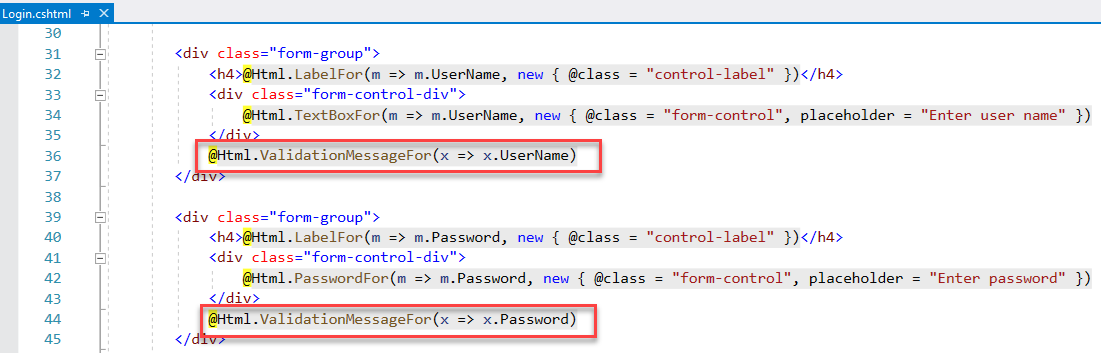 Login.cshtml
30
31 <div class="form-group">
32 <h4>@Html.LabelFor(m => m.UserName, new { @class = "control-label" })</h4>
33 <div class="form-control-div">
34 @Html.TextBoxFor(m => m.UserName, new { @class = "form-control", placeholder = "Enter user name" })
35 </div>
36 @Html.ValidationMessageFor(x => x.UserName)
37 </div>
38
39 <div class="form-group">
40 <h4>@Html.LabelFor(m => m.Password, new { @class = "control-label" })</h4>
41 <div class="form-control-div">
42 @Html.PasswordFor(m => m.Password, new { @class = "form-control", placeholder = "Enter password" })
43 </div>
44 @Html.ValidationMessageFor(x => x.Password)
45 </div>